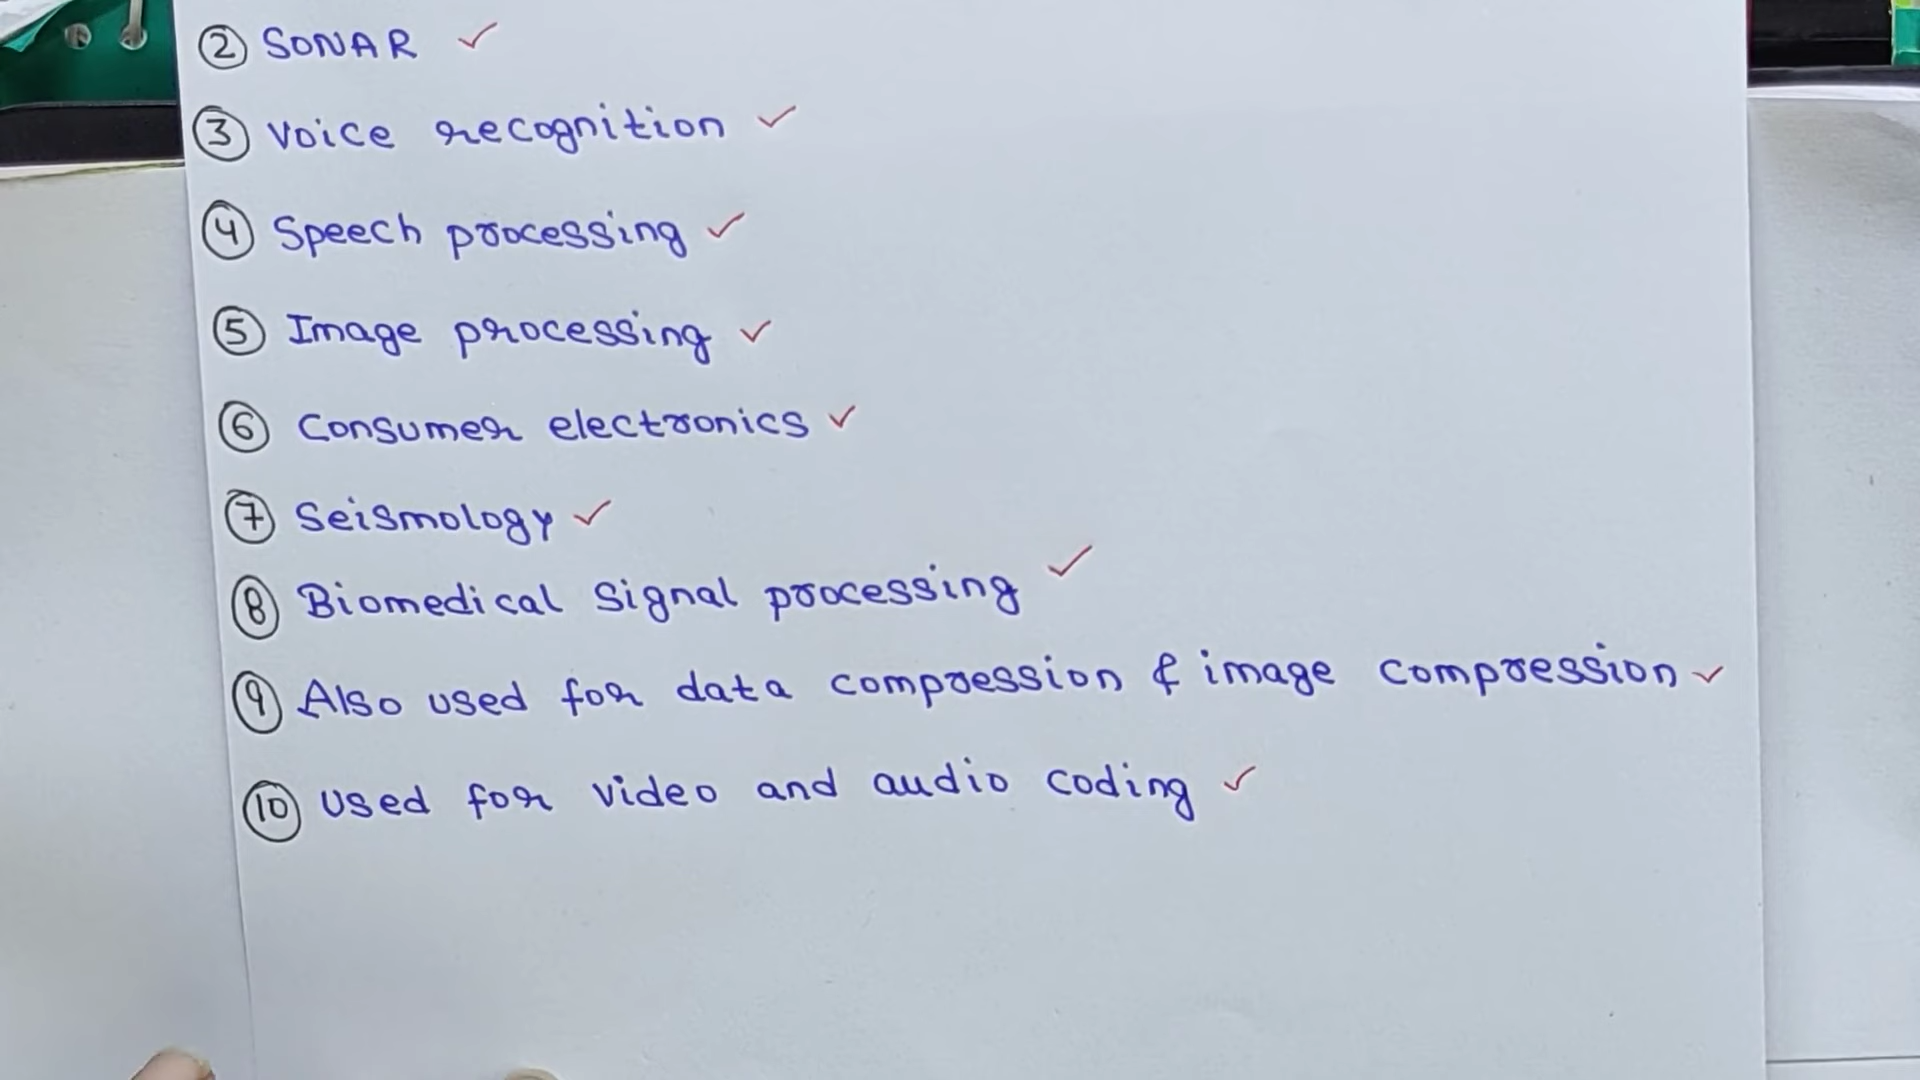 ② SONAR ✓
③ Voice recognition ✓
④ Speech processing ✓
⑤ Image processing ✓
⑥ Consumer electronics ✓
⑦ Seismology ✓
⑧ Biomedical Signal processing ✓
⑨ Also used for data compression & image compression ✓
⑩ Used for video and audio coding ✓